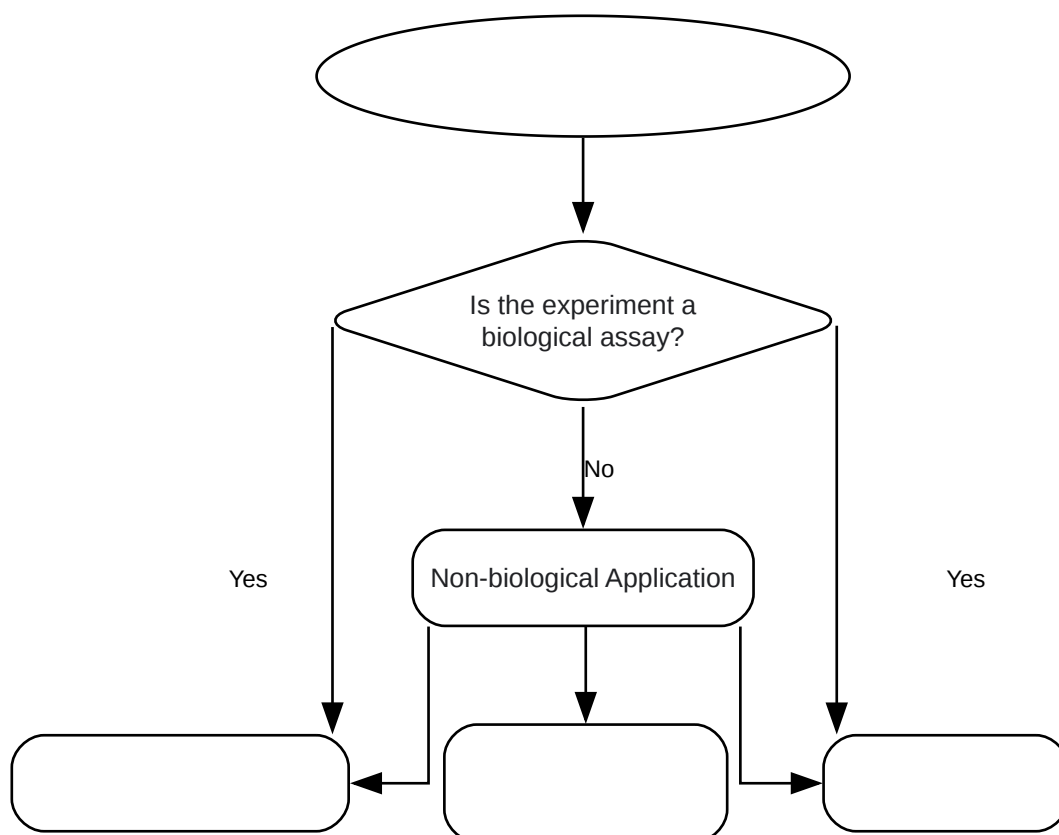 Is the experiment a
biological assay?
No
Non-biological Application
Yes
Yes